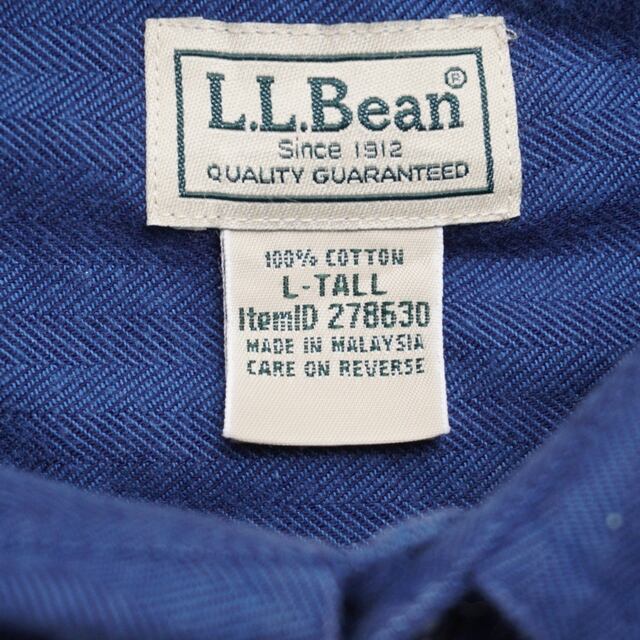 L.L.Bean®
Since 1912
QUALITY GUARANTEED
100% COTTON
L-TALL
ItemID 278630
MADE IN MALAYSIA
CARE ON REVERSE